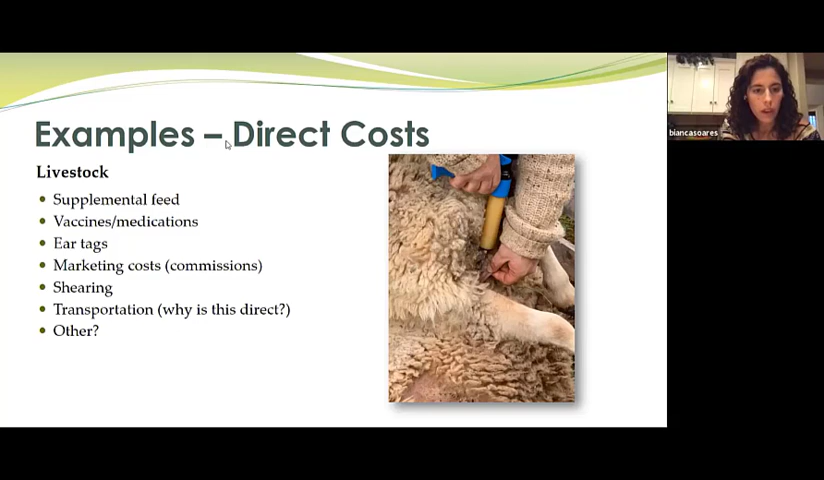 Examples – Direct Costs
Livestock
Supplemental feed
Vaccines/medications
Ear tags
Marketing costs (commissions)
Shearing
Transportation (why is this direct?)
Other?
biancasoares